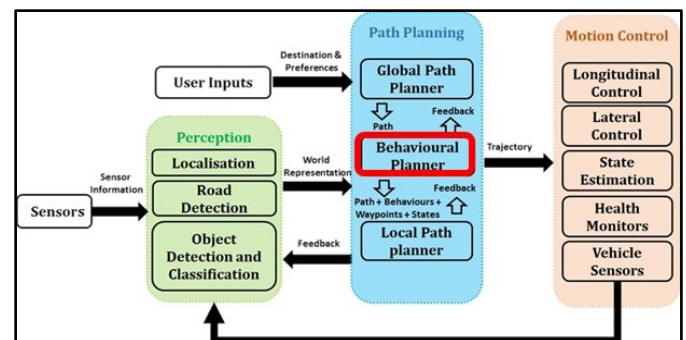 Path Planning
Motion Control
Destination &
Preferences
User Inputs
Global Path
Planner
Longitudinal
Control
Path
Feedback
Perception
Lateral
Control
Localisation
World
Representation
Behavioural
Planner
Trajectory
State
Estimation
Sensor
Information
Road
Detection
Feedback
Sensors
Path + Behaviours +
Waypoints + States
Health
Monitors
Object
Detection and
Classification
Feedback
Local Path
planner
Vehicle
Sensors